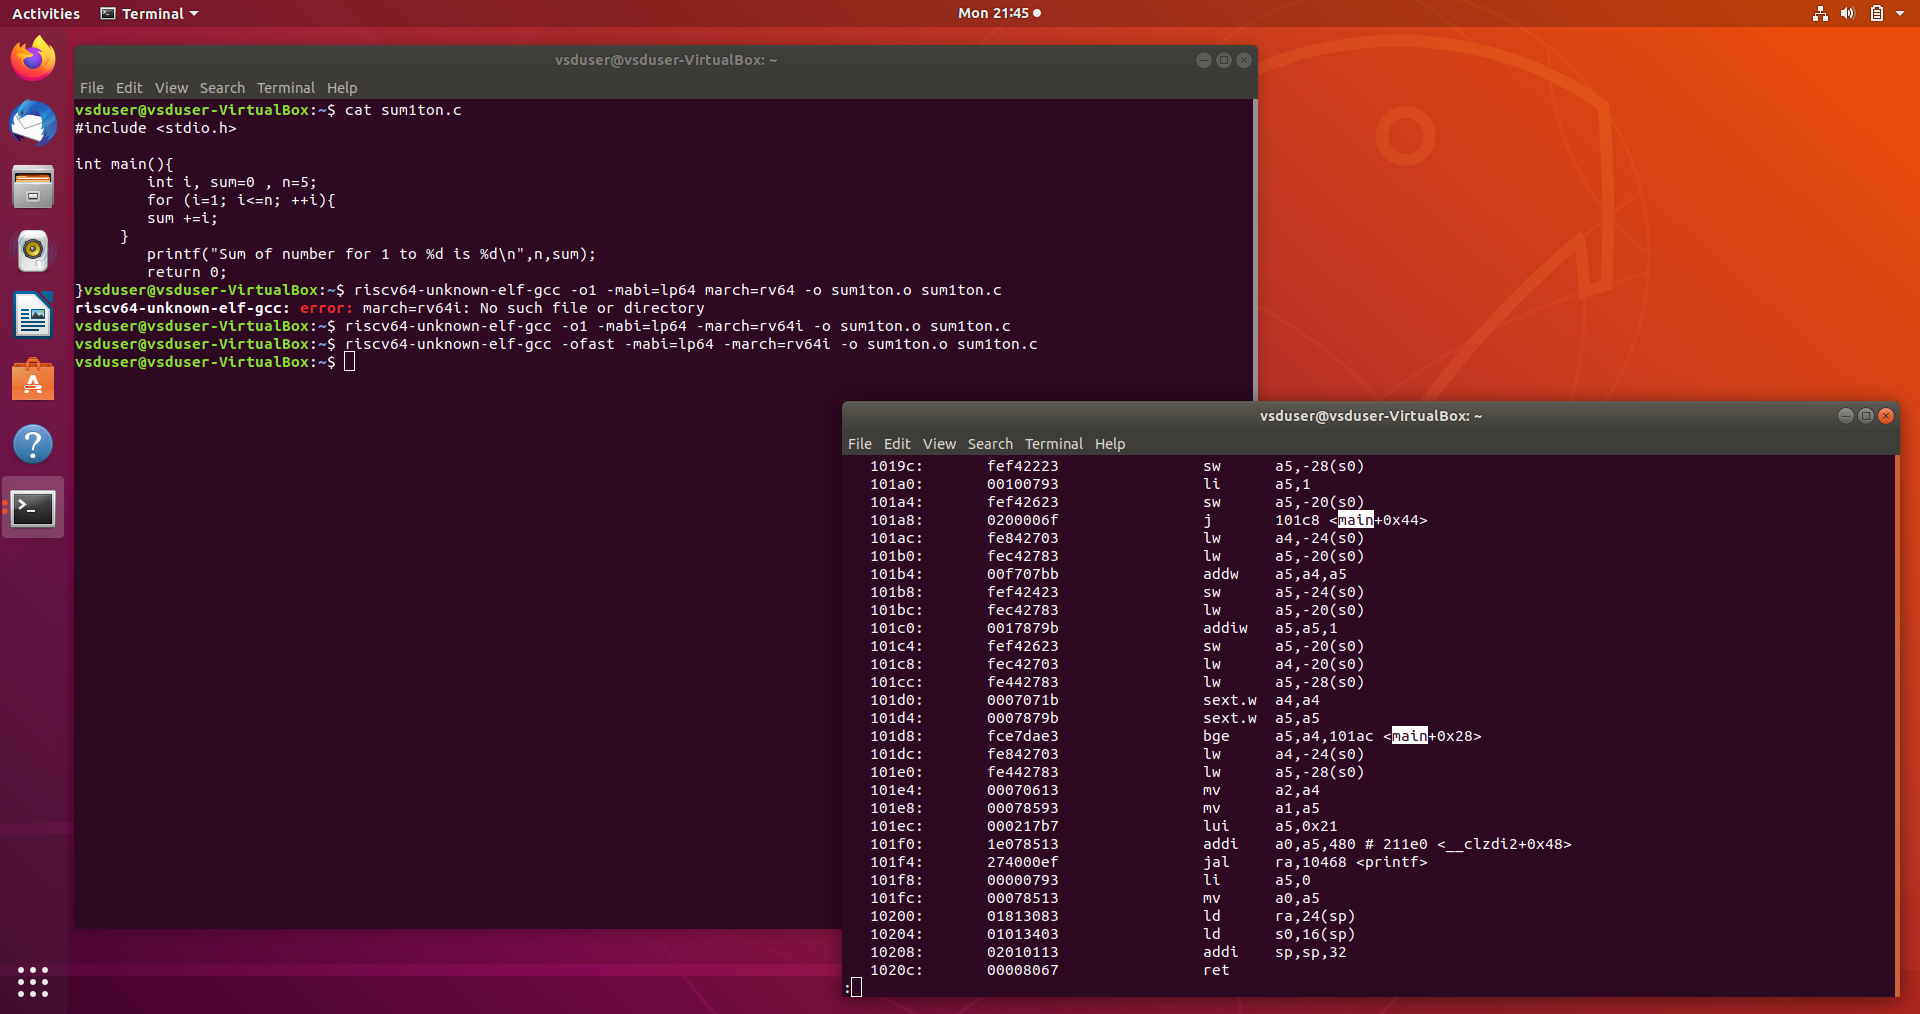 Activities Terminal Mon 21:45
vsduser@vsduser-VirtualBox: ~
File Edit View Search Terminal Help
vsduser@vsduser-VirtualBox:~$ cat sum1ton.c
#include <stdio.h>
int main(){
int i, sum=0 , n=5;
for (i=1; i<=n; ++i){
sum +=i;
}
printf("Sum of number for 1 to %d is %d\n",n,sum);
return 0;
}vsduser@vsduser-VirtualBox:~$ riscv64-unknown-elf-gcc -o1 -mabi=lp64 march=rv64 -o sum1ton.o sum1ton.c
riscv64-unknown-elf-gcc: error: march=rv64i: No such file or directory
vsduser@vsduser-VirtualBox:~$ riscv64-unknown-elf-gcc -o1 -mabi=lp64 -march=rv64i -o sum1ton.o sum1ton.c
vsduser@vsduser-VirtualBox:~$ riscv64-unknown-elf-gcc -ofast -mabi=lp64 -march=rv64i -o sum1ton.o sum1ton.c
vsduser@vsduser-VirtualBox:~$
vsduser@vsduser-VirtualBox: ~
File Edit View Search Terminal Help
1019c: fef42223 sw a5,-28(s0)
101a0: 00100793 li a5,1
101a4: fef42623 sw a5,-20(s0)
101a8: 0200006f j 101c8 <main+0x44>
101ac: fe842703 lw a4,-24(s0)
101b0: fec42783 lw a5,-20(s0)
101b4: 00f707bb addw a5,a4,a5
101b8: fef42423 sw a5,-24(s0)
101bc: fec42783 lw a5,-20(s0)
101c0: 0017879b addiw a5,a5,1
101c4: fef42623 sw a5,-20(s0)
101c8: fec42703 lw a4,-20(s0)
101cc: fe442783 lw a5,-28(s0)
101d0: 0007071b sext.w a4,a4
101d4: 0007879b sext.w a5,a5
101d8: fce7dae3 bge a5,a4,101ac <main+0x28>
101dc: fe842703 lw a4,-24(s0)
101e0: fe442783 lw a5,-28(s0)
101e4: 00070613 mv a2,a4
101e8: 00078593 mv a1,a5
101ec: 000217b7 lui a5,0x21
101f0: 1e078513 addi a0,a5,480 # 211e0 <__clzdi2+0x48>
101f4: 274000ef jal ra,10468 <printf>
101f8: 00000793 li a5,0
101fc: 00078513 mv a0,a5
10200: 01813083 ld ra,24(sp)
10204: 01013403 ld s0,16(sp)
10208: 02010113 addi sp,sp,32
1020c: 00008067 ret
: